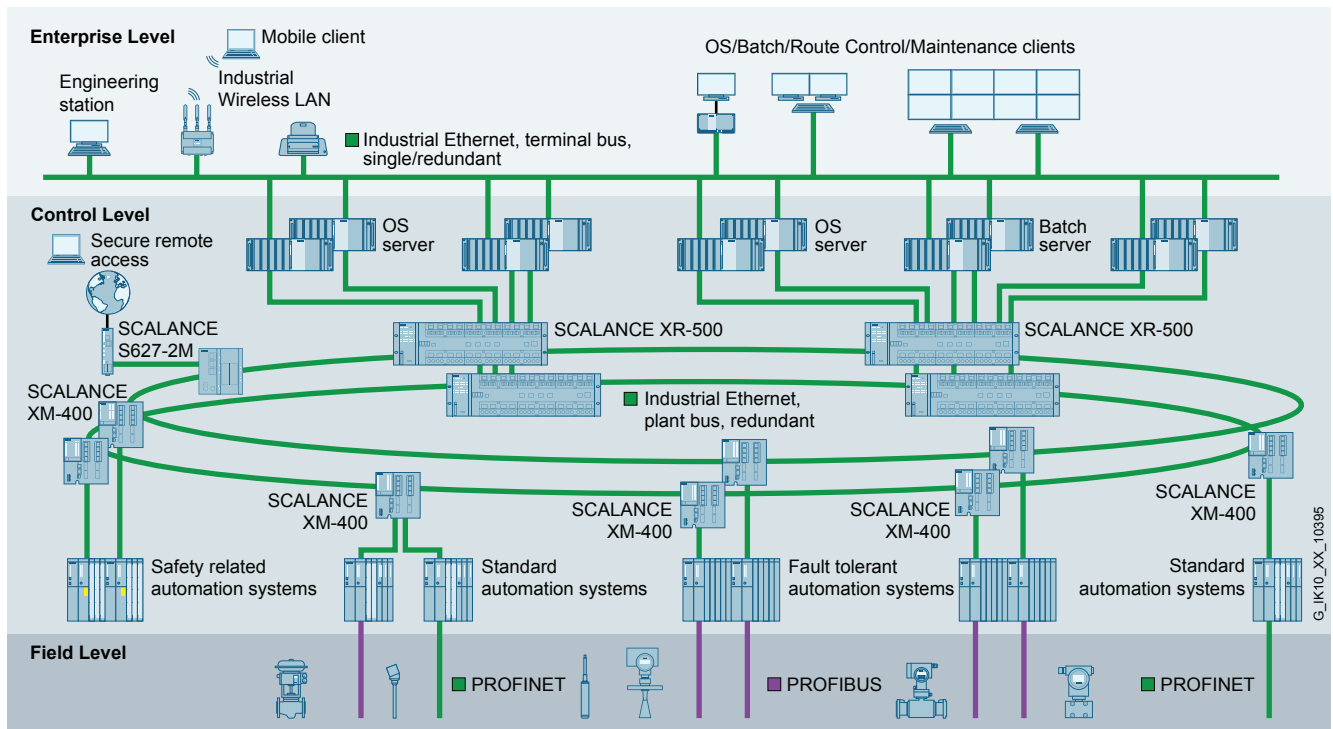 Enterprise Level
Mobile client
OS/Batch/Route Control/Maintenance clients
Engineering
station
Industrial
Wireless LAN
Industrial Ethernet, terminal bus,
single/redundant
Control Level
Secure remote
access
OS
server
OS
server
Batch
server
SCALANCE
S627-2M
SCALANCE XR-500
SCALANCE XR-500
SCALANCE
XM-400
Industrial Ethernet,
plant bus, redundant
SCALANCE
XM-400
SCALANCE
XM-400
SCALANCE
XM-400
SCALANCE
XM-400
Safety related
automation systems
Standard
automation systems
Fault tolerant
automation systems
Standard
automation systems
G_IK10_XX_10395
Field Level
PROFINET
PROFIBUS
PROFINET